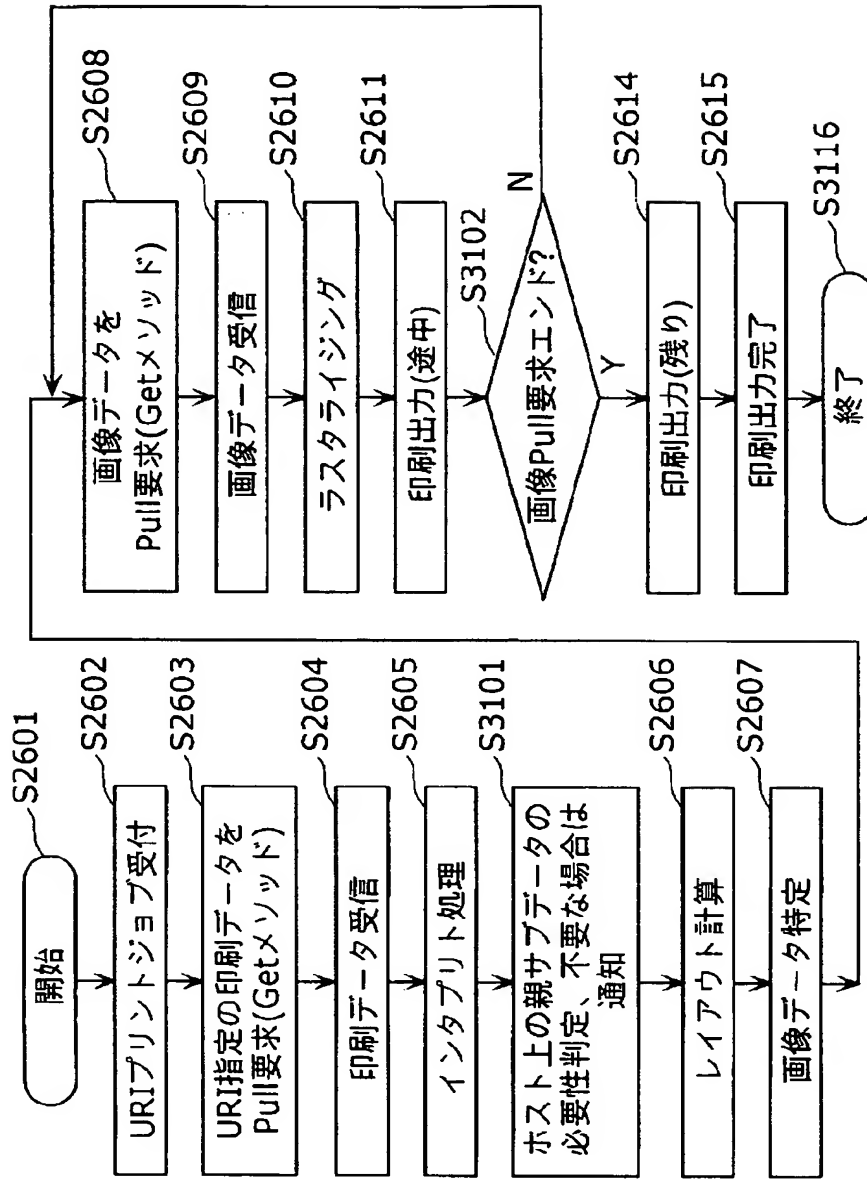 開始
S2601
URIプリントジョブ受付
S2602
URI指定の印刷データを
Pull要求(Getメソッド)
S2603
印刷データ受信
S2604
インタプリト処理
S2605
ホスト上の親サブデータの
必要性判定、不要な場合は
通知
S3101
レイアウト計算
S2606
画像データ特定
S2607
画像データを
Pull要求(Getメソッド)
S2608
画像データ受信
S2609
ラスタライジング
S2610
印刷出力(途中)
S2611
画像Pull要求エンド?
S3102
N
Y
印刷出力(残り)
S2614
印刷出力完了
S2615
終了
S3116